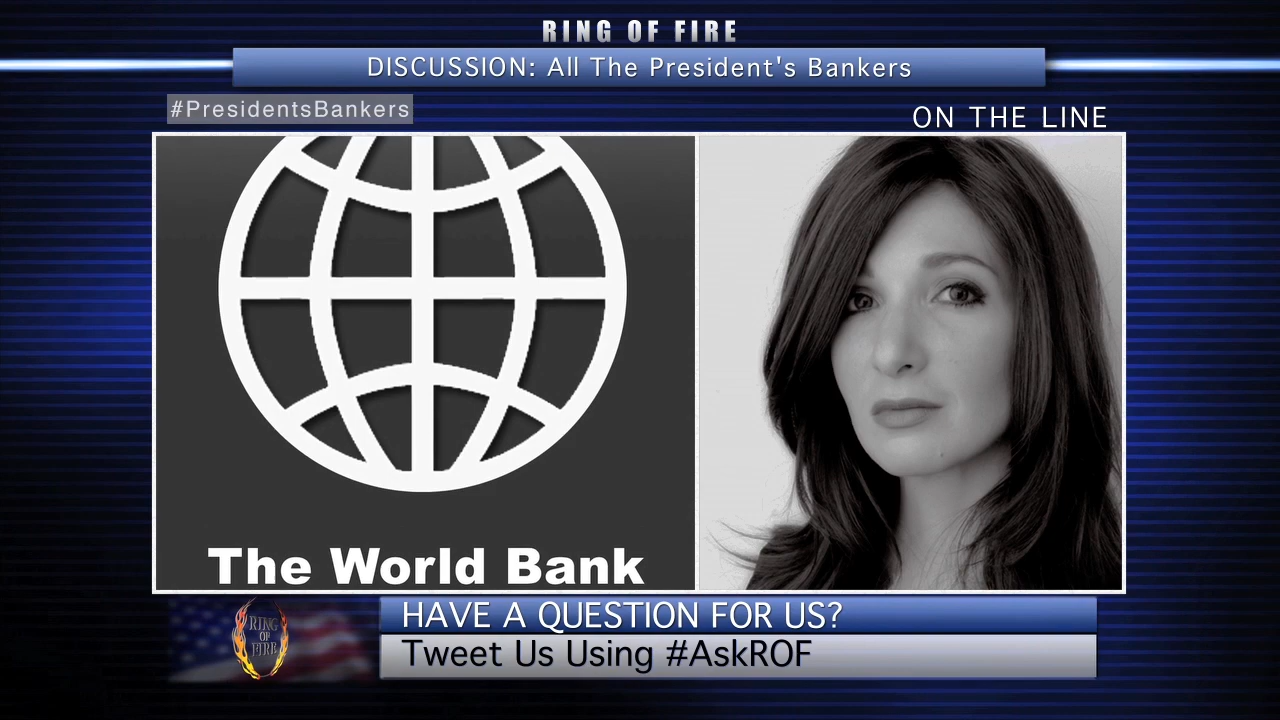 RING OF FIRE
DISCUSSION: All The President's Bankers
#PresidentsBankers
ON THE LINE
The World Bank
HAVE A QUESTION FOR US?
Tweet Us Using #AskROF
RING
OF
FIRE